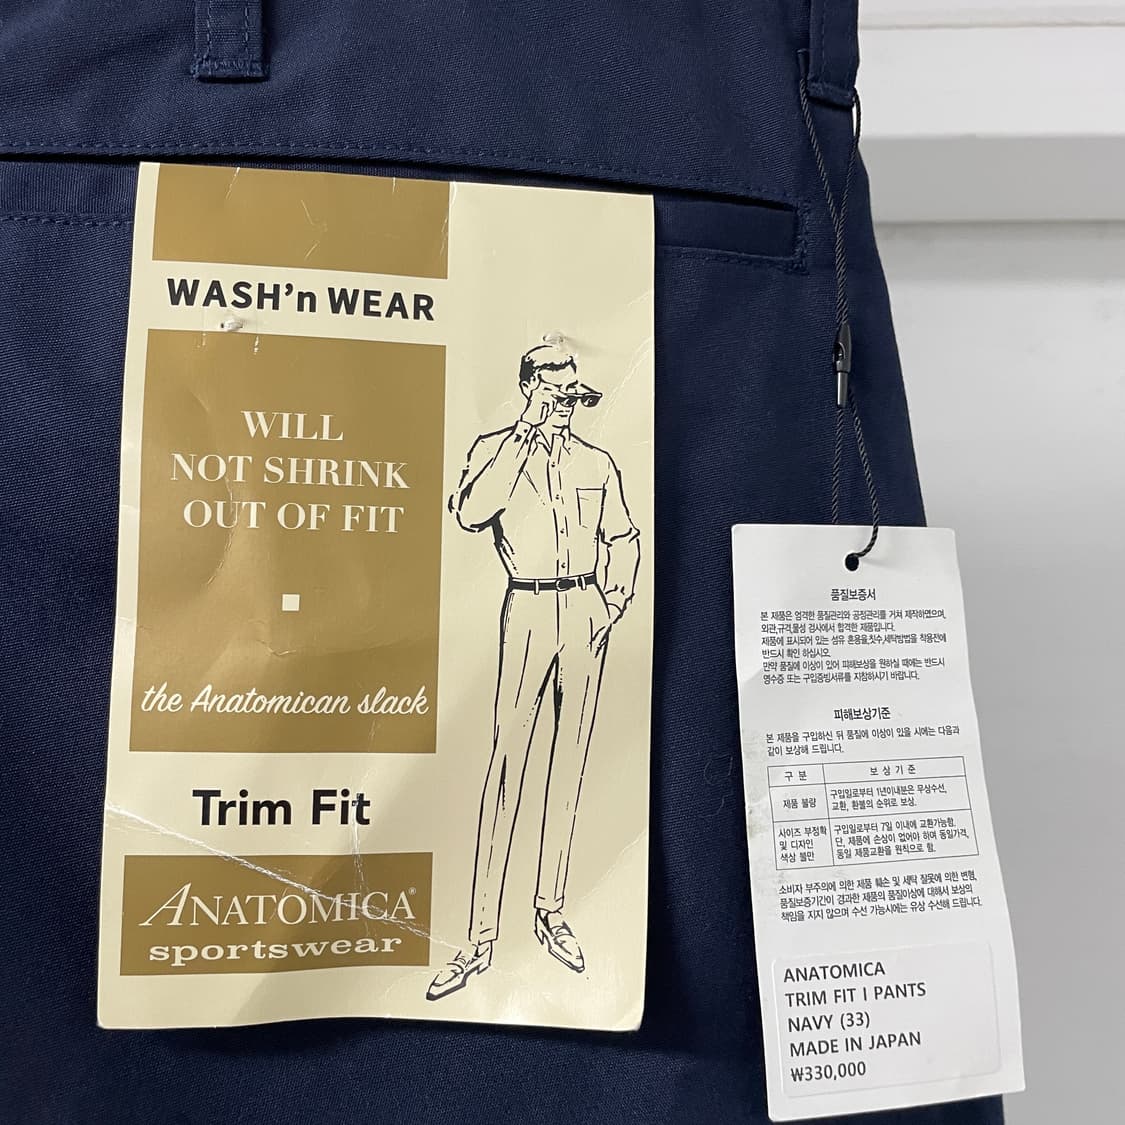 WASH'n WEAR
WILL
NOT SHRINK
OUT OF FIT
the Anatomican slack
Trim Fit
ANATOMICA®
sportswear
품질보증서
본 제품은 엄격한 품질관리와 공정관리를 거쳐 제작하였으며,
외관,규격,물성 검사에서 합격한 제품입니다.
제품에 표시되어 있는 섬유 혼용율,칫수,세탁방법을 착용전에
반드시 확인 하십시오.
만약 품질에 이상이 있어 피해보상을 원하실 때에는 반드시
영수증 또는 구입증빙서류를 지참하시기 바랍니다.
피해보상기준
본 제품을 구입하신 뒤 품질에 이상이 있을 시에는 다음과
같이 보상해 드립니다.
구 분 보 상 기 준
제품 불량 구입일로부터 1년이내분은 무상수선,
교환, 환불의 순위로 보상.
사이즈 부정확 구입일로부터 7일 이내에 교환가능함.
및 디자인 단, 제품에 손상이 없어야 하며 동일가격,
색상 불만 동일 제품교환을 원칙으로 함.
소비자 부주의에 의한 제품 훼손 및 세탁 잘못에 의한 변형,
품질보증기간이 경과한 제품의 품질이상에 대해서 보상의
책임을 지지 않으며 수선 가능시에는 유상 수선해 드립니다.
ANATOMICA
TRIM FIT I PANTS
NAVY (33)
MADE IN JAPAN
₩330,000